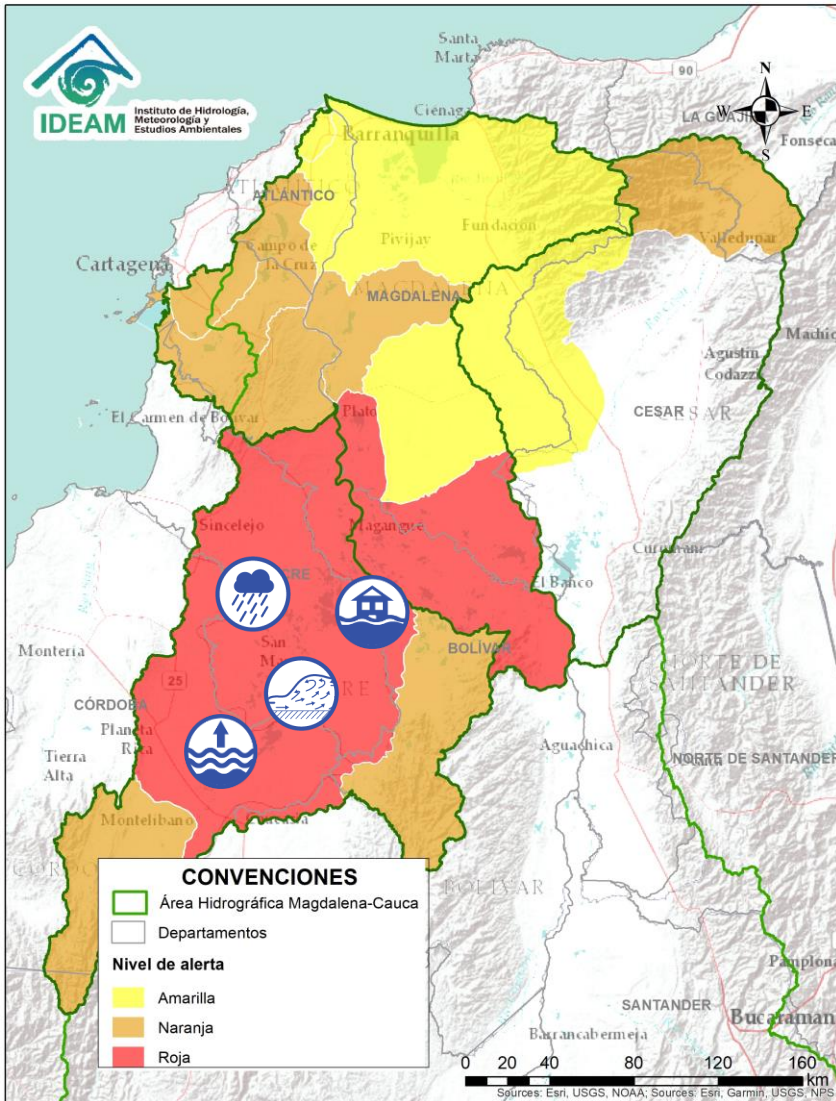 IDEAM
Instituto de Hidrología,
Meteorología y
Estudios Ambientales
Santa
Marta
90
N
W
E
S
LA GUAJI
Fonseca
Ciénaga
Barranquilla
ATLÁNTICO
Pivijay
Fundación
Valledupar
Campo de
la Cruz
Cartagena
MAGDALENA
Agustín
Codazzi
CESAR
El Carmen de Bolívar
Plato
Sincelejo
Magangue
Curumaní
El Banco
BOLÍVAR
Montería
25
CÓRDOBA
Planeta
Rica
Tierra
Alta
Aguachica
NORTE DE
SANTANDER
NORTE DE SANTANDER
Montelíbano
Caucasia
BOLÍVAR
CONVENCIONES
Área Hidrográfica Magdalena-Cauca
Departamentos
Nivel de alerta
Amarilla
Naranja
Roja
Pamplona
SANTANDER
Bucaraman
Barrancabermeja
0 20 40 80 120 160
km
Sources: Esri, USGS, NOAA; Sources: Esri, Garmin, USGS, NPS